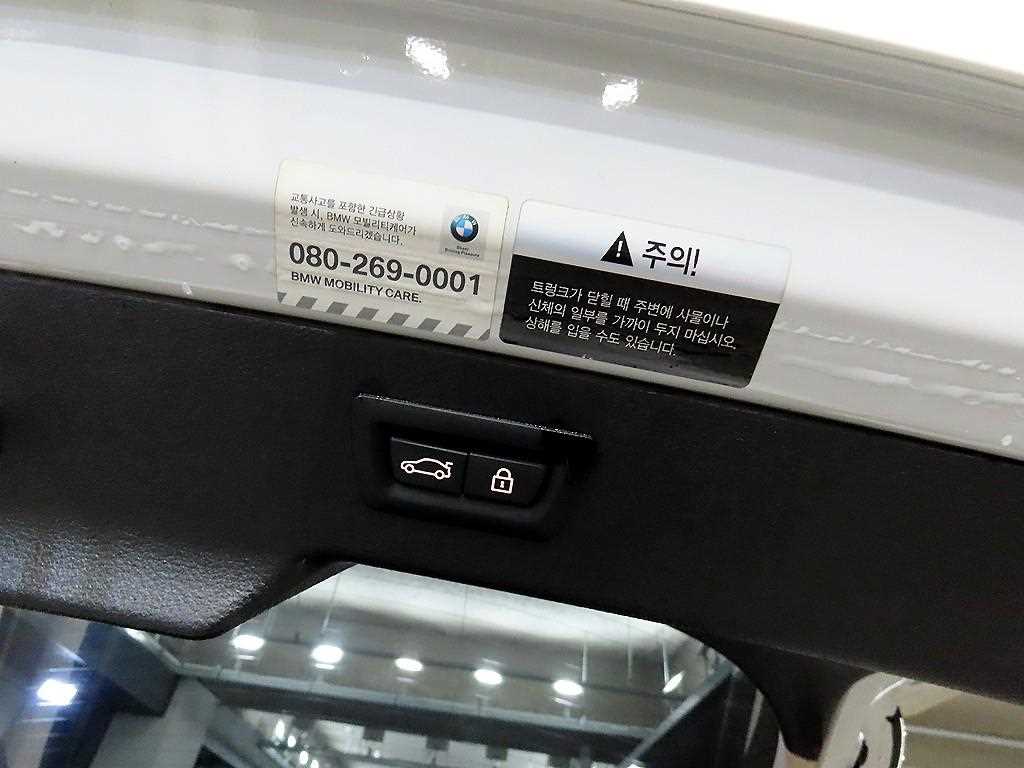 교통사고를 포함한 긴급상황
발생 시, BMW 모빌리티케어가
신속하게 도와드리겠습니다.
080-269-0001
BMW MOBILITY CARE.
주의!
트렁크가 닫힐 때 주변에 사물이나
신체의 일부를 가까이 두지 마십시오.
상해를 입을 수도 있습니다.